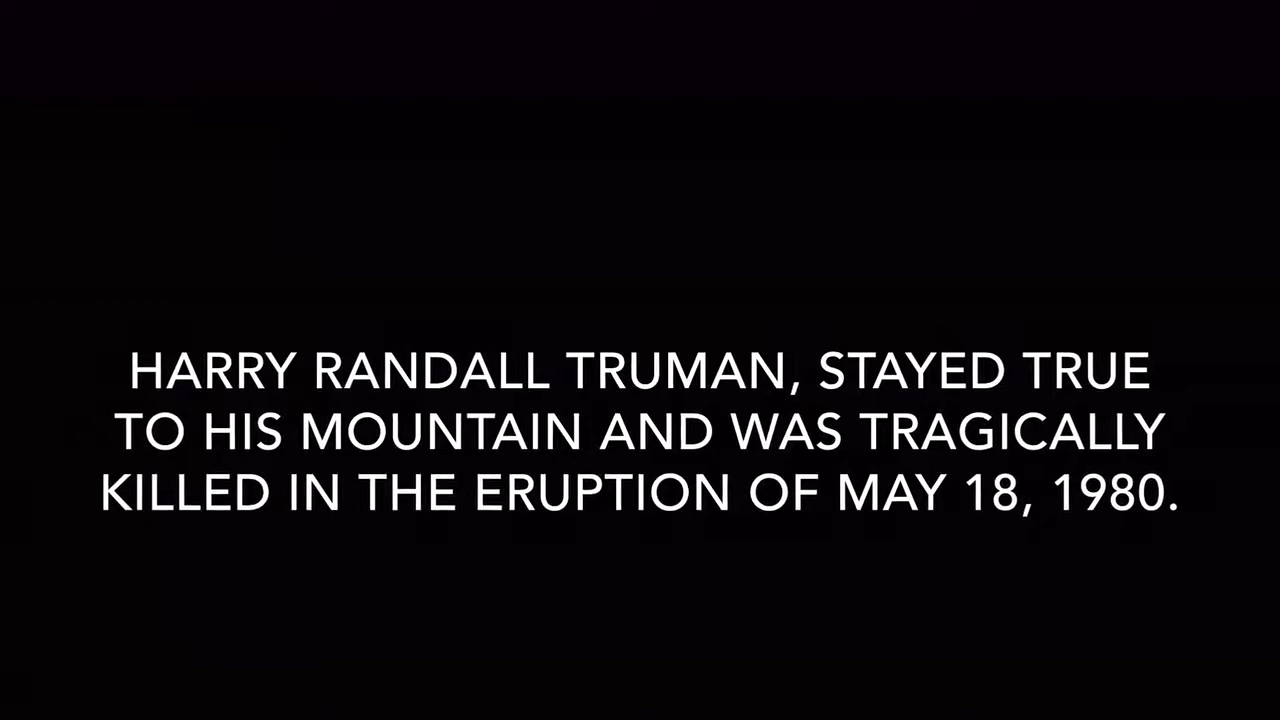 HARRY RANDALL TRUMAN, STAYED TRUE
TO HIS MOUNTAIN AND WAS TRAGICALLY
KILLED IN THE ERUPTION OF MAY 18, 1980.